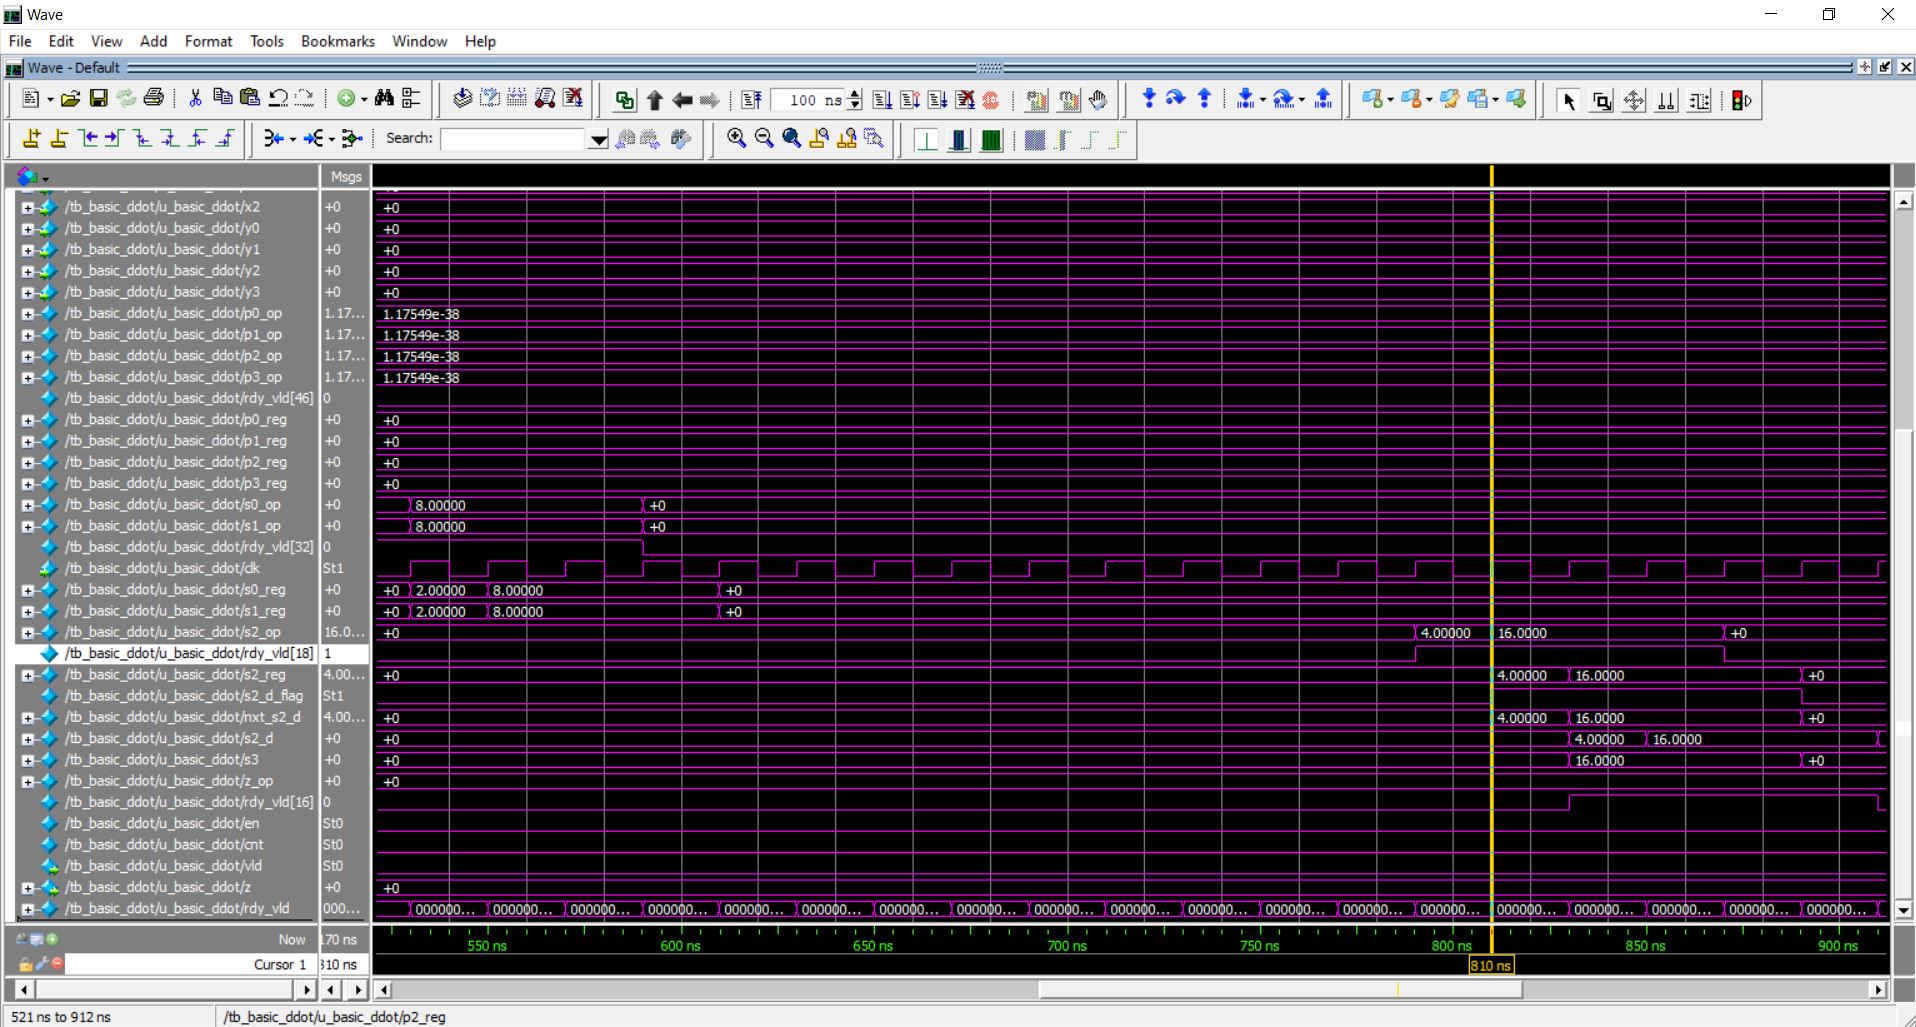 Wave
File Edit View Add Format Tools Bookmarks Window Help
Wave - Default
100 ns
Search:
Msgs
/tb_basic_ddot/u_basic_ddot/x2 +0 +0
/tb_basic_ddot/u_basic_ddot/y0 +0 +0
/tb_basic_ddot/u_basic_ddot/y1 +0 +0
/tb_basic_ddot/u_basic_ddot/y2 +0 +0
/tb_basic_ddot/u_basic_ddot/y3 +0 +0
/tb_basic_ddot/u_basic_ddot/p0_op 1.17... 1.17549e-38
/tb_basic_ddot/u_basic_ddot/p1_op 1.17... 1.17549e-38
/tb_basic_ddot/u_basic_ddot/p2_op 1.17... 1.17549e-38
/tb_basic_ddot/u_basic_ddot/p3_op 1.17... 1.17549e-38
/tb_basic_ddot/u_basic_ddot/rdy_vld[46] 0
/tb_basic_ddot/u_basic_ddot/p0_reg +0 +0
/tb_basic_ddot/u_basic_ddot/p1_reg +0 +0
/tb_basic_ddot/u_basic_ddot/p2_reg +0 +0
/tb_basic_ddot/u_basic_ddot/p3_reg +0 +0
/tb_basic_ddot/u_basic_ddot/s0_op +0 8.00000 +0
/tb_basic_ddot/u_basic_ddot/s1_op +0 8.00000 +0
/tb_basic_ddot/u_basic_ddot/rdy_vld[32] 0
/tb_basic_ddot/u_basic_ddot/clk St1
/tb_basic_ddot/u_basic_ddot/s0_reg +0 +0 2.00000 8.00000 +0
/tb_basic_ddot/u_basic_ddot/s1_reg +0 +0 2.00000 8.00000 +0
/tb_basic_ddot/u_basic_ddot/s2_op 16.0... +0 4.00000 16.0000 +0
/tb_basic_ddot/u_basic_ddot/rdy_vld[18] 1
/tb_basic_ddot/u_basic_ddot/s2_reg 4.00... +0 4.00000 16.0000 +0
/tb_basic_ddot/u_basic_ddot/s2_d_flag St1
/tb_basic_ddot/u_basic_ddot/nxt_s2_d 4.00... +0 4.00000 16.0000 +0
/tb_basic_ddot/u_basic_ddot/s2_d +0 +0 4.00000 16.0000
/tb_basic_ddot/u_basic_ddot/s3 +0 +0 16.0000 +0
/tb_basic_ddot/u_basic_ddot/z_op +0 +0
/tb_basic_ddot/u_basic_ddot/rdy_vld[16] 0
/tb_basic_ddot/u_basic_ddot/en St0
/tb_basic_ddot/u_basic_ddot/cnt St0
/tb_basic_ddot/u_basic_ddot/vld St0
/tb_basic_ddot/u_basic_ddot/z +0 +0
/tb_basic_ddot/u_basic_ddot/rdy_vld 000... 000000... 000000... 000000... 000000... 000000... 000000... 000000... 000000... 000000... 000000... 000000... 000000... 000000... 000000... 000000... 000000... 000000... 000000... 000000...
Now 170 ns 550 ns 600 ns 650 ns 700 ns 750 ns 800 ns 850 ns 900 ns
Cursor 1 310 ns 810 ns
521 ns to 912 ns /tb_basic_ddot/u_basic_ddot/p2_reg